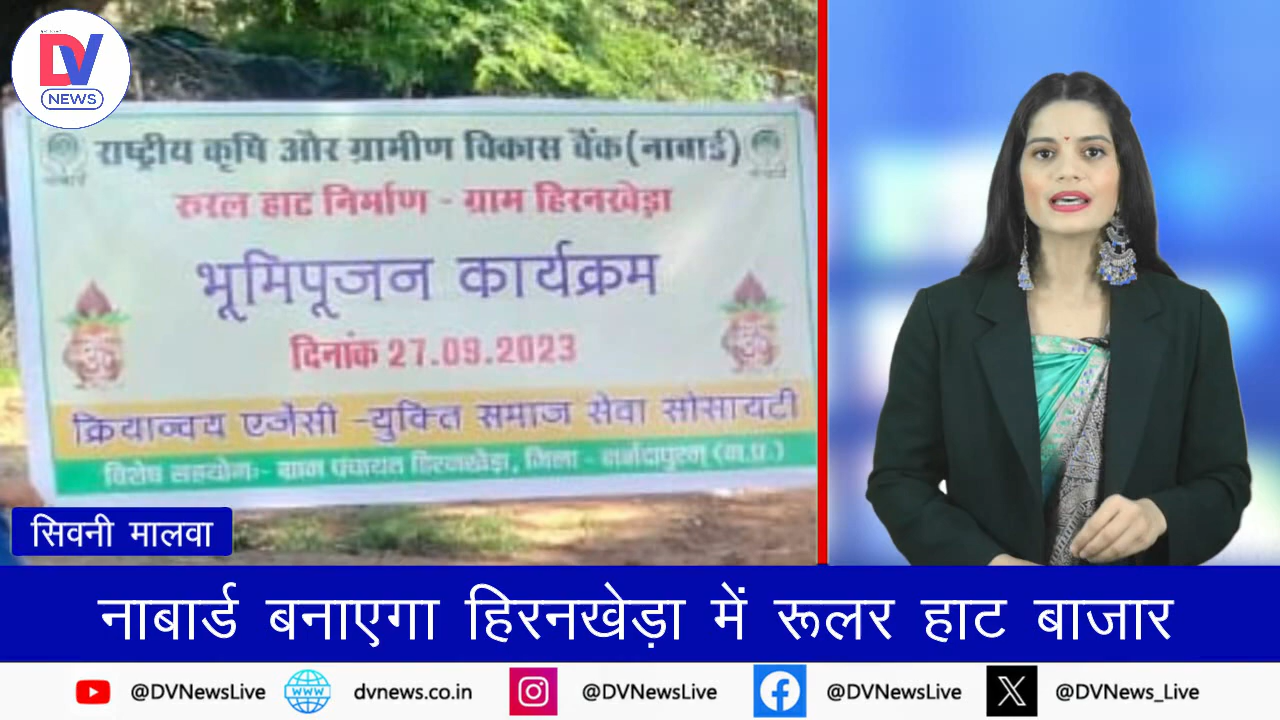 DV
NEWS
राष्ट्रीय कृषि और ग्रामीण विकास बैंक(नाबार्ड)
रुरल हाट निर्माण - ग्राम हिरनखेड़ा
भूमिपूजन कार्यक्रम
दिनांक 27.09.2023
क्रियान्वय एजेंसी -युक्ति समाज सेवा सोसायटी
विशेष सहयोग:- ग्राम पंचायत हिरनखेड़ा, जिला - नर्मदापुरम् (म.प्र.)
सिवनी मालवा
नाबार्ड बनाएगा हिरनखेड़ा में रूलर हाट बाजार
@DVNewsLive dvnews.co.in @DVNewsLive @DVNewsLive @DVNews_Live